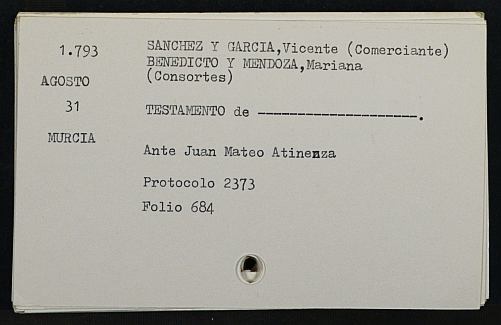 1.793
SANCHEZ Y GARCIA,Vicente (Comerciante)
BENEDICTO Y MENDOZA,Mariana
(Consortes)
AGOSTO
31
TESTAMENTO de ---------------------.
MURCIA
Ante Juan Mateo Atinenza
Protocolo 2373
Folio 684